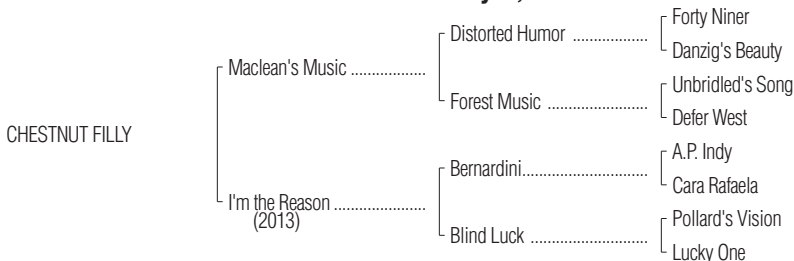 Forty Niner
Distorted Humor ..................
Danzig's Beauty
Maclean's Music ..................
Unbridled's Song
Forest Music ........................
Defer West
CHESTNUT FILLY
A.P. Indy
Bernardini..............................
Cara Rafaela
I'm the Reason ......................
(2013)
Pollard's Vision
Blind Luck ............................
Lucky One